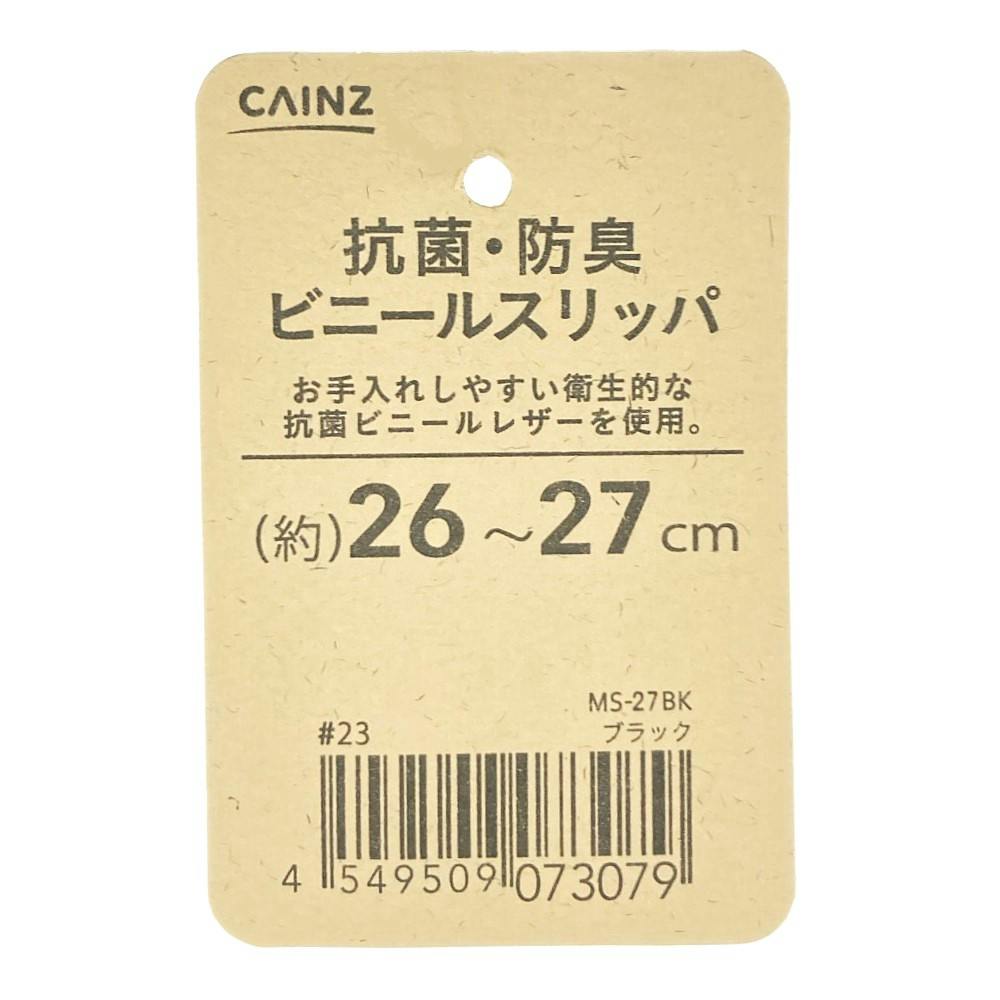 CAINZ
抗菌・防臭
ビニールスリッパ
お手入れしやすい衛生的な
抗菌ビニールレザーを使用。
(約)26～27cm
MS-27BK
#23
ブラック
4 549509 073079